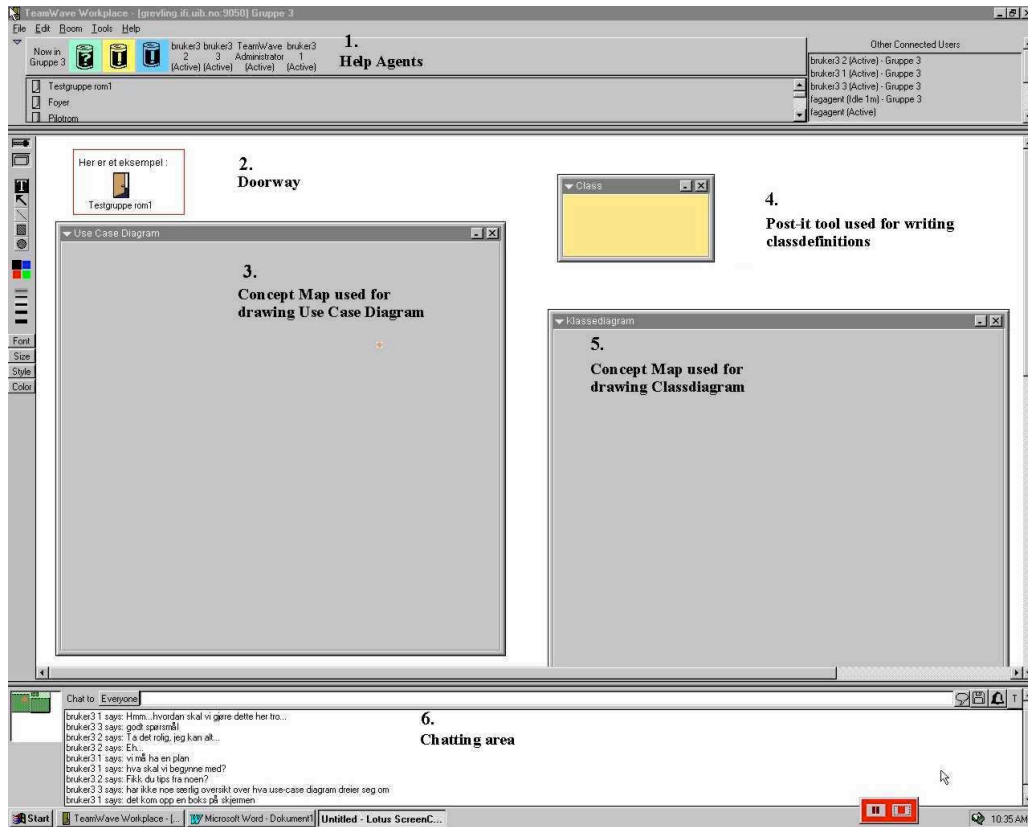 TeamWave Workplace - [grevling.ifi.uib.no:9050] Gruppe 3
File Edit Room Tools Help
Now in
Gruppe 3
bruker3 bruker3 TeamWave bruker3
2 3 Administrator 1
(Active) (Active) (Active) (Active)
1.
Help Agents
Other Connected Users
bruker3 2 (Active) - Gruppe 3
bruker3 1 (Active) - Gruppe 3
bruker3 3 (Active) - Gruppe 3
fagagent (Idle 1m) - Gruppe 3
fagagent (Active)
Testgruppe rom1
Foyer
Pilotrom
Her er et eksempel :
Testgruppe rom1
2.
Doorway
Class
4.
Post-it tool used for writing
classdefinitions
Use Case Diagram
3.
Concept Map used for
drawing Use Case Diagram
Klassediagram
5.
Concept Map used for
drawing Classdiagram
T
Font
Size
Style
Color
Chat to Everyone
T
bruker3 1 says: Hmm...hvordan skal vi gjøre dette her tro...
bruker3 3 says: godt spørsmål
bruker3 2 says: Ta det rolig, jeg kan alt...
bruker3 2 says: Eh...
bruker3 1 says: vi må ha en plan
bruker3 1 says: hva skal vi begynne med?
bruker3 2 says: Fikk du tips fra noen?
bruker3 3 says: har ikke noe særlig oversikt over hva use-case diagram dreier seg om
bruker3 1 says: det kom opp en boks på skjermen
6.
Chatting area
Start TeamWave Workplace - [... Microsoft Word - Dokument1 Untitled - Lotus ScreenC... 10:35 AM